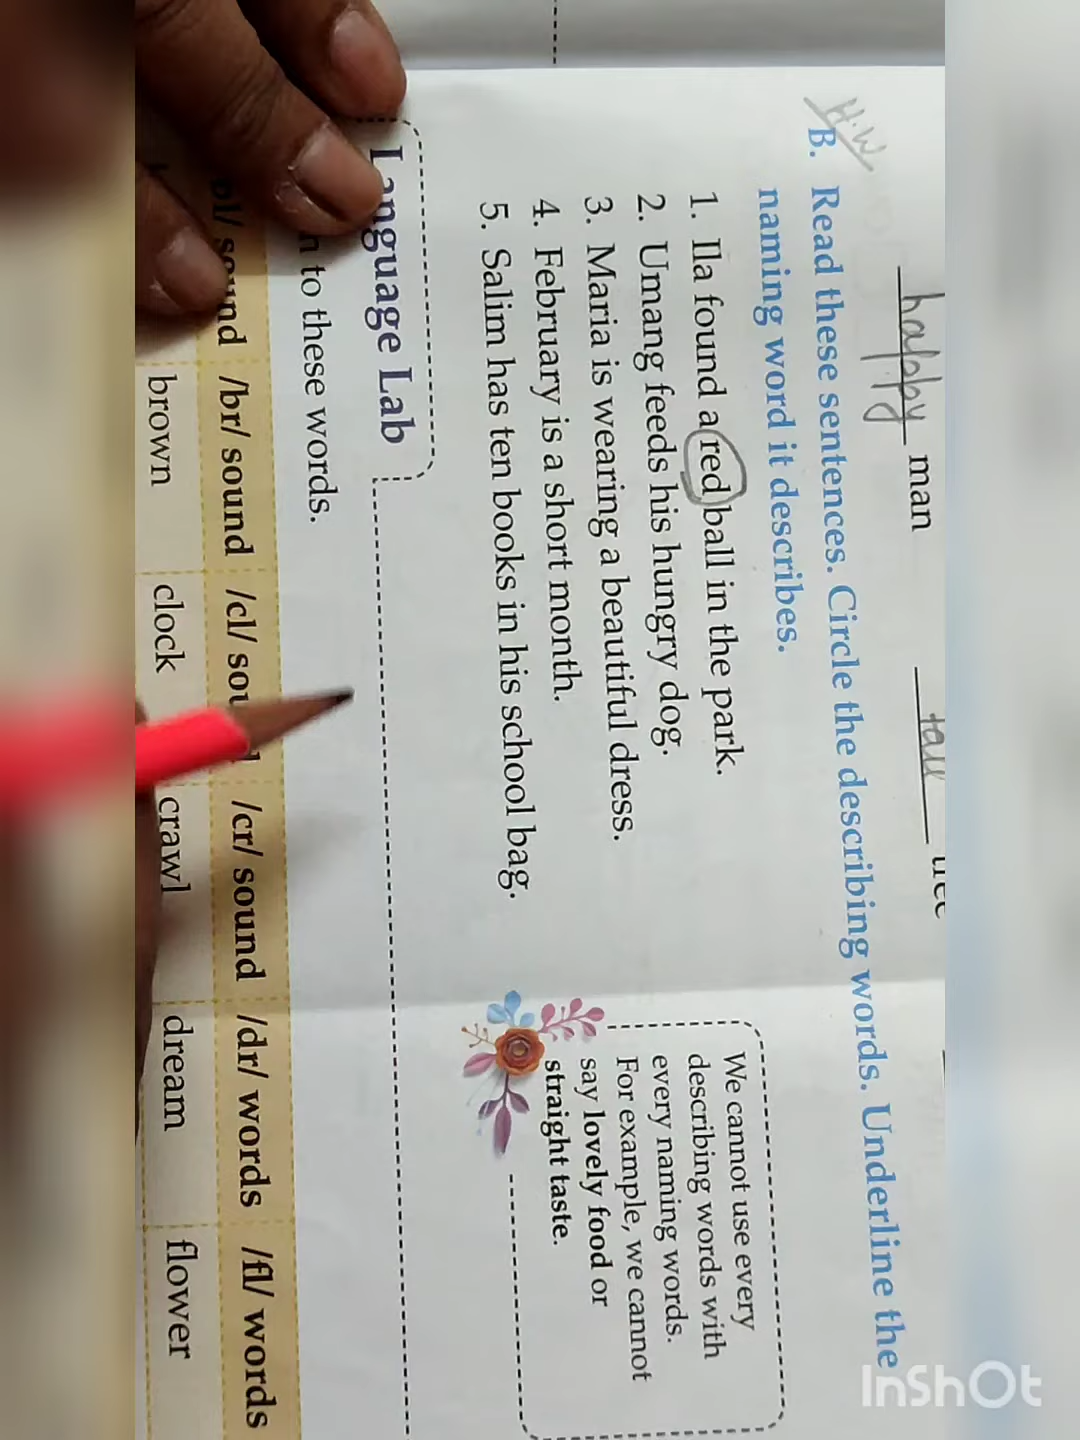 happy man tall
H.W
B. Read these sentences. Circle the describing words. Underline the
naming word it describes.
1. Ila found a red ball in the park.
2. Umang feeds his hungry dog.
3. Maria is wearing a beautiful dress.
4. February is a short month.
5. Salim has ten books in his school bag.
We cannot use every
describing words with
every naming words.
For example, we cannot
say lovely food or
straight taste.
Language Lab
to these words.
sound /br/ sound /cl/ /cr/ sound /dr/ words /fl/ words
brown clock crawl dream flower
InShOt